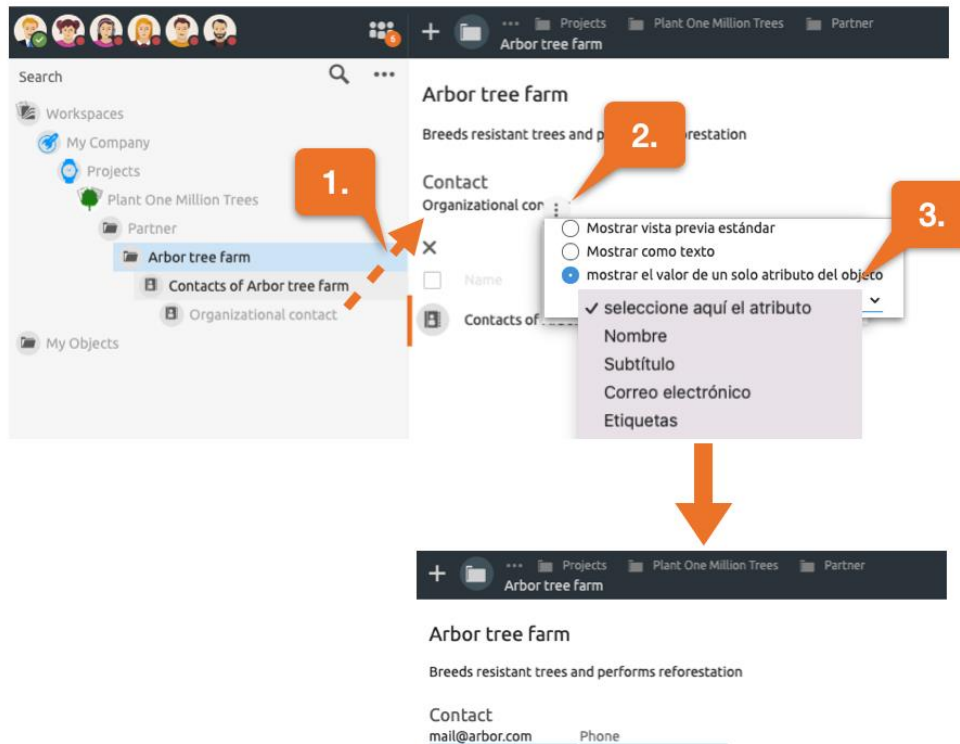 6
+ ••• Projects Plant One Million Trees Partner
Arbor tree farm
Search •••
Workspaces
My Company
Projects
Plant One Million Trees
Partner
Arbor tree farm
Contacts of Arbor tree farm
Organizational contact
My Objects
1.
Arbor tree farm
Breeds resistant trees and p restation
2.
Contact
Organizational con
3.
Mostrar vista previa estándar
Mostrar como texto
mostrar el valor de un solo atributo del objeto
Name
Contacts of
✓ seleccione aquí el atributo
Nombre
Subtítulo
Correo electrónico
Etiquetas
+ ••• Projects Plant One Million Trees Partner
Arbor tree farm
Arbor tree farm
Breeds resistant trees and performs reforestation
Contact
mail@arbor.com Phone